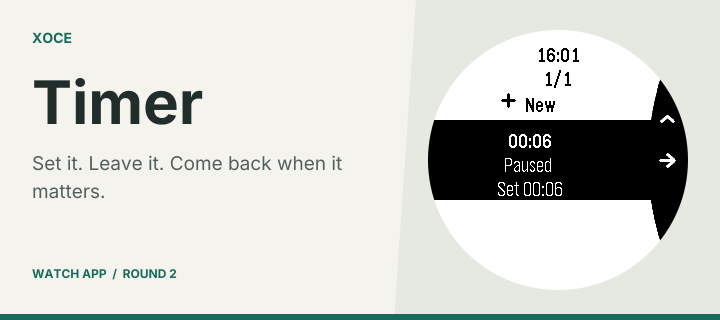 XOCE
Timer
Set it. Leave it. Come back when it
matters.
WATCH APP / ROUND 2
16:01
1/1
+ New
00:06
Paused
Set 00:06